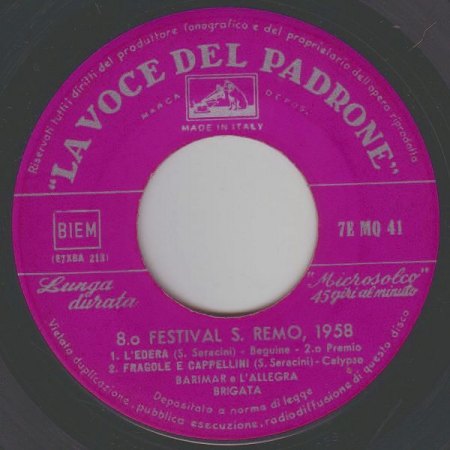 Riservati tutti i diritti del produttore fonografico e del proprietario dell'opera riprodotta
"LA VOCE DEL PADRONE"
MARCA DEPOS.
MADE IN ITALY
BIEM
(E7XBA 213)
7E MQ 41
Lunga durata
"Microsolco"
45 giri al minuto
8.o FESTIVAL S. REMO, 1958
1. L'EDERA (S. Seracini) - Beguine - 2.o Premio
2. FRAGOLE E CAPPELLINI (S. Seracini) - Calypso
BARIMAR e L'ALLEGRA
BRIGATA
Depositato a norma di legge
Vietata duplicazione, pubblica esecuzione, radiodiffusione di questo disco